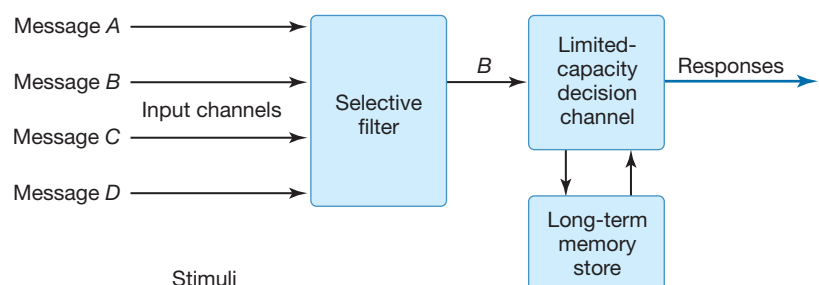 Message A
Message B
Input channels
Message C
Message D
Selective
filter
B
Limited-
capacity
decision
channel
Responses
Long-term
memory
store
Stimuli